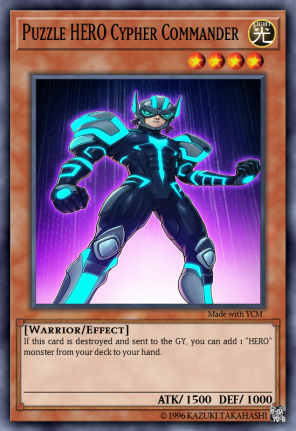 PUZZLE HERO CYPHER COMMANDER
LIGHT
光
Made with YCM
[WARRIOR/EFFECT]
If this card is destroyed and sent to the GY, you can add 1 "HERO"
monster from your deck to your hand.
ATK/ 1500 DEF/ 1000
©1996 KAZUKI TAKAHASHI